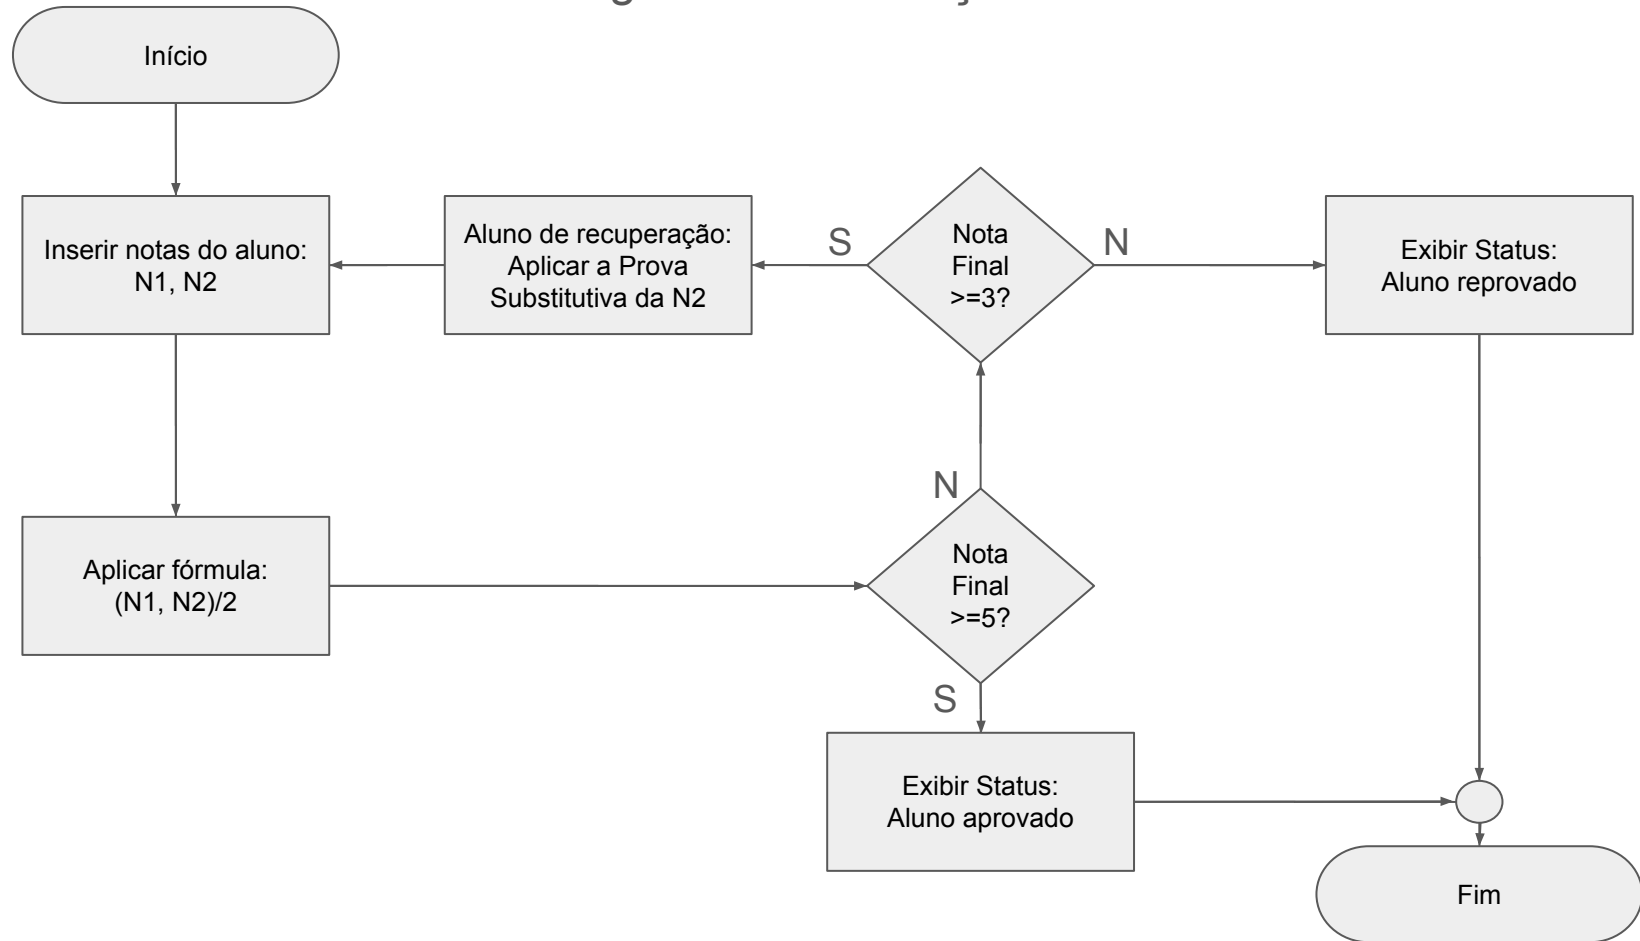 Início
Inserir notas do aluno:
N1, N2
Aluno de recuperação:
Aplicar a Prova
Substitutiva da N2
S
Nota
Final
>=3?
N
Exibir Status:
Aluno reprovado
N
Aplicar fórmula:
(N1, N2)/2
Nota
Final
>=5?
S
Exibir Status:
Aluno aprovado
Fim